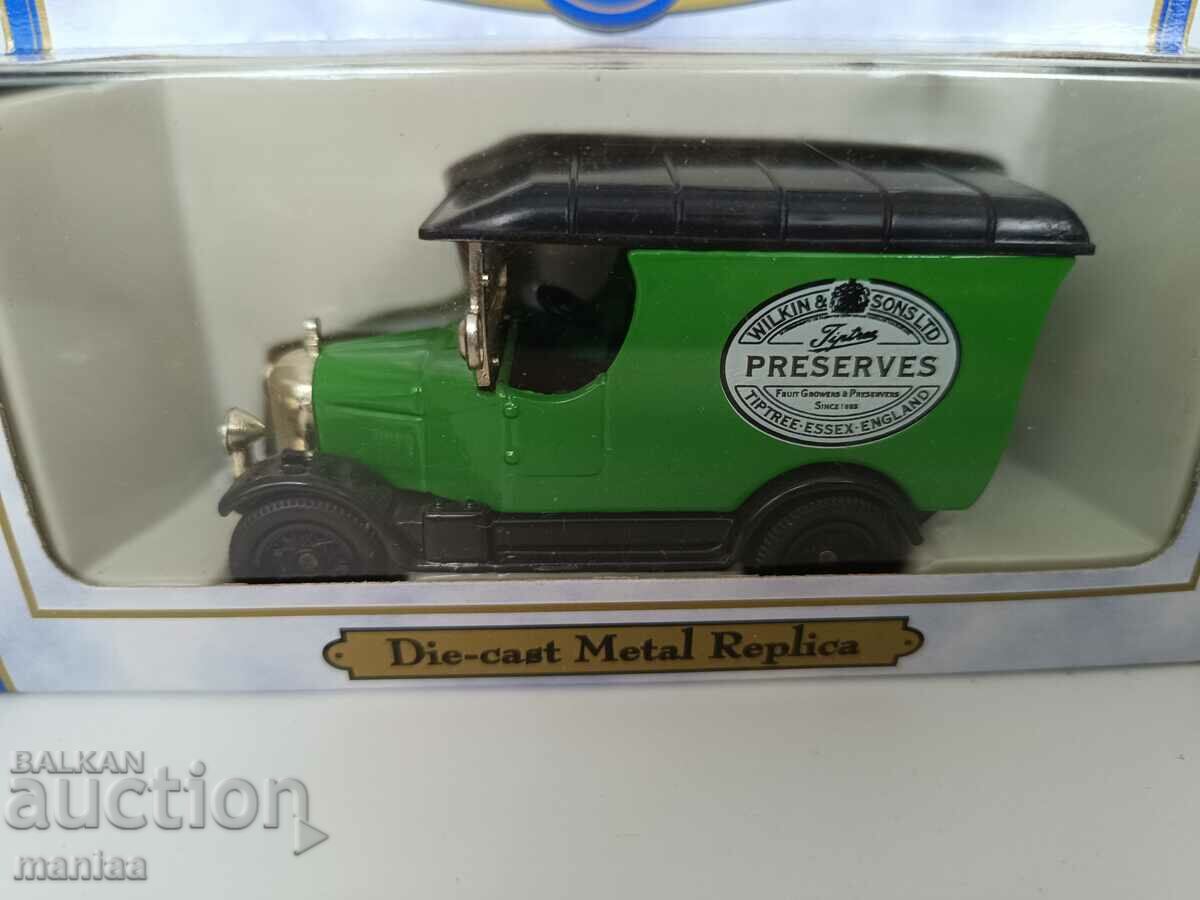 WILKIN & SONS LTD
Tiptree
PRESERVES
FRUIT GROWERS & PRESERVERS
SINCE 1885
TIPTREE·ESSEX·ENGLAND
Die-cast Metal Replica
BALKAN
auction
maniaa